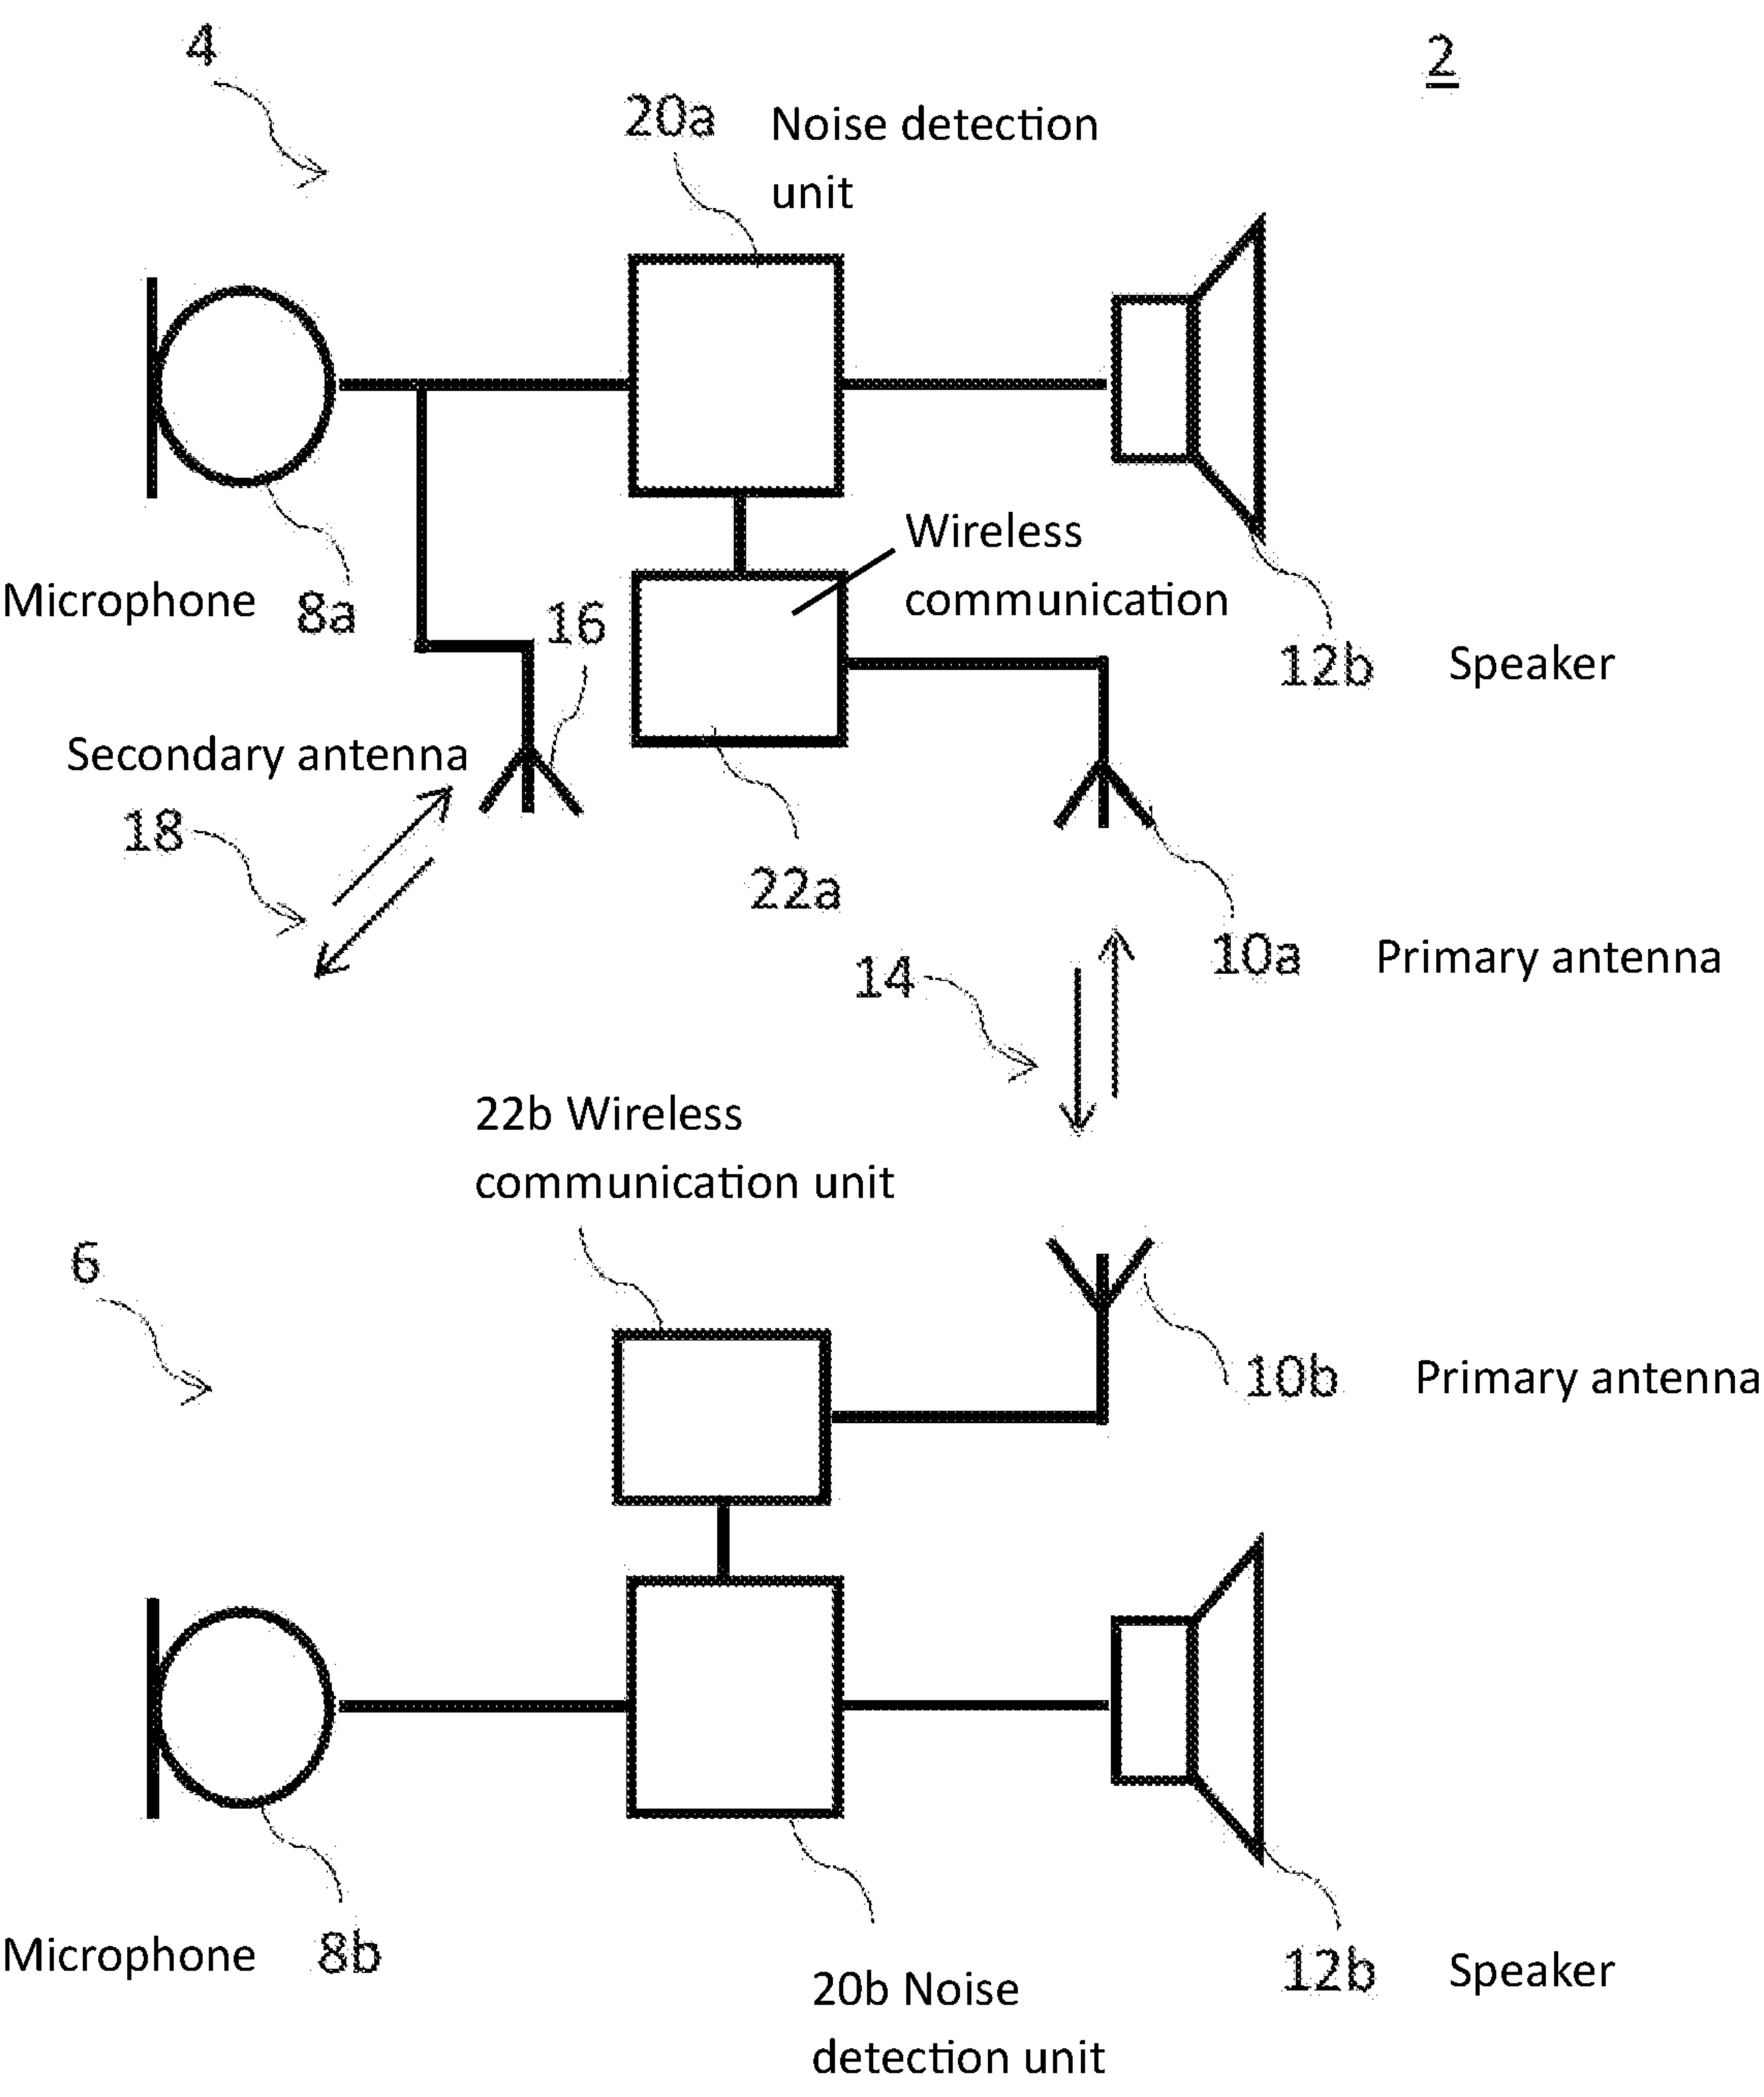 4
2
20a Noise detection
unit
Wireless
communication
Microphone 8a
16
12b Speaker
Secondary antenna
18
22a
10a Primary antenna
14
22b Wireless
communication unit
6
10b Primary antenna
Microphone 8b
12b Speaker
20b Noise
detection unit